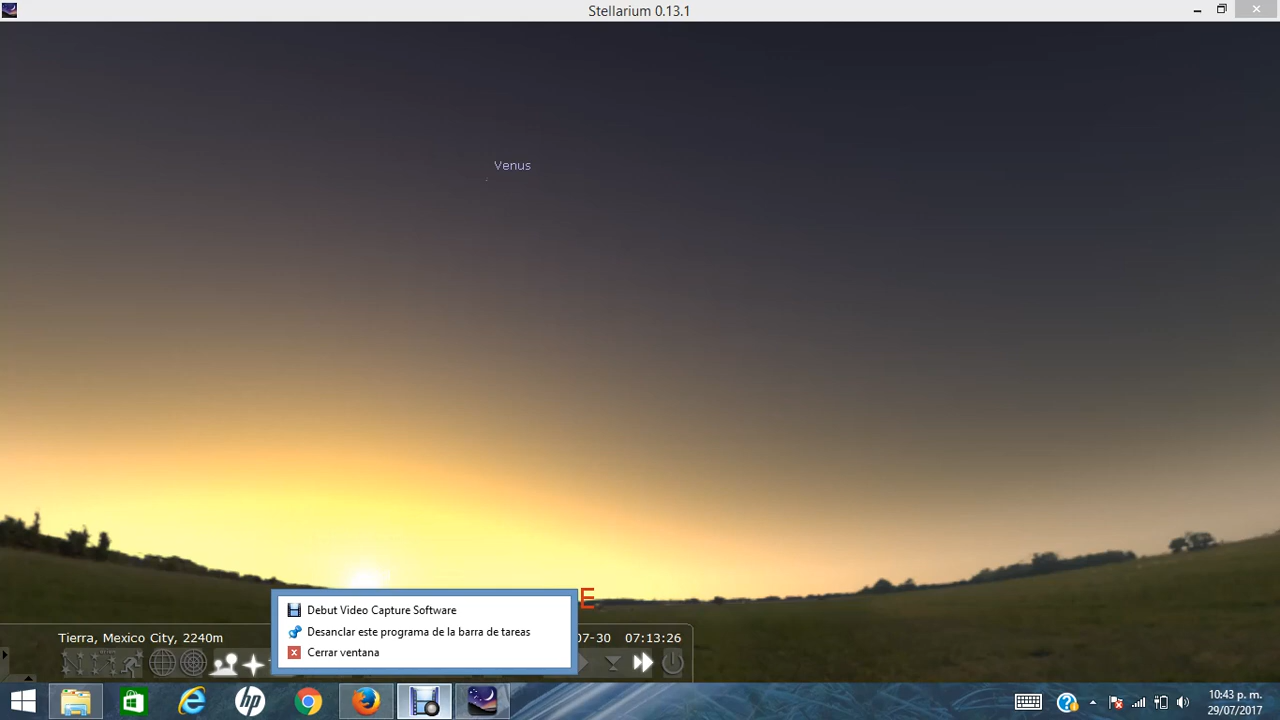 Stellarium 0.13.1
Venus
E
Debut Video Capture Software
Desanclar este programa de la barra de tareas
Cerrar ventana
Tierra, Mexico City, 2240m
07-30 07:13:26
hp
10:43 p. m.
29/07/2017